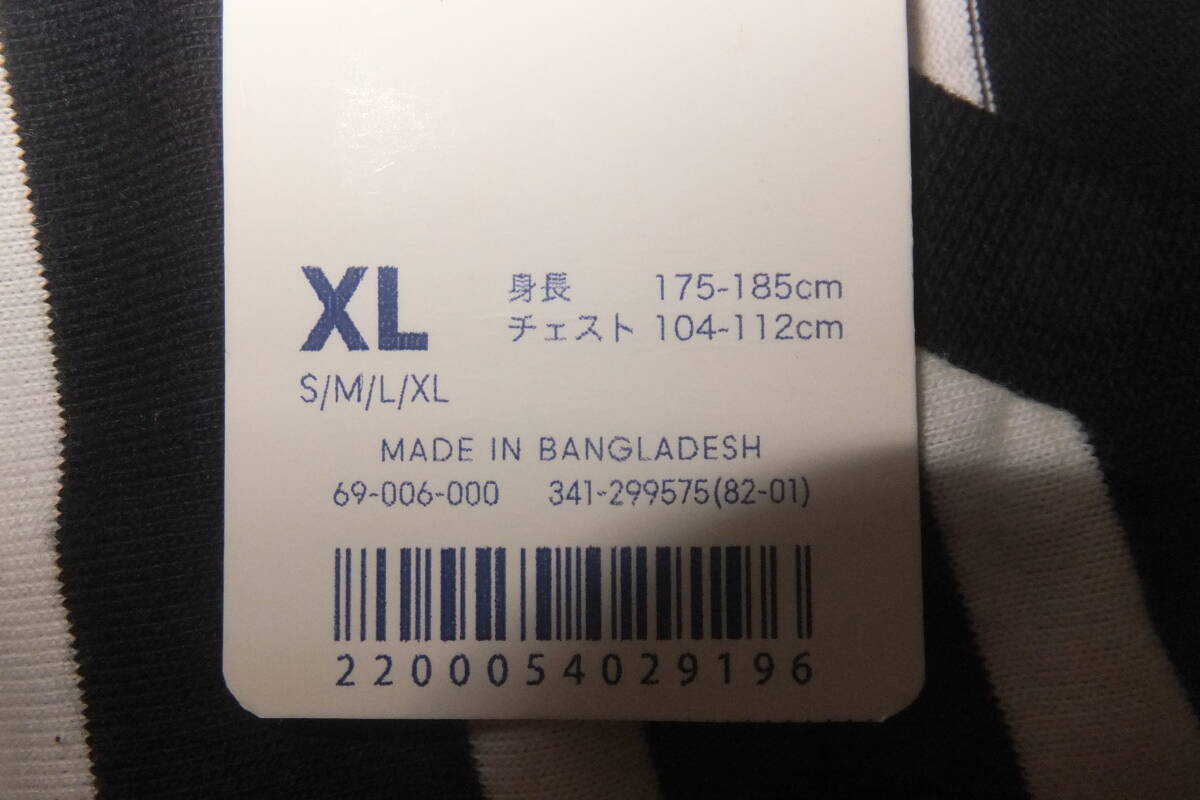 XL
身長 175-185cm
チェスト 104-112cm
S/M/L/XL
MADE IN BANGLADESH
69-006-000 341-299575(82-01)
2200054029196